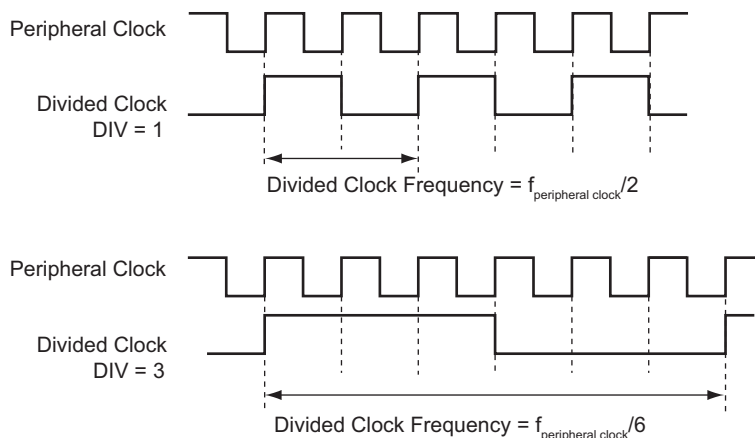 Peripheral Clock
Divided Clock
DIV = 1
Divided Clock Frequency = fperipheral clock/2
Peripheral Clock
Divided Clock
DIV = 3
Divided Clock Frequency = fperipheral clock/6